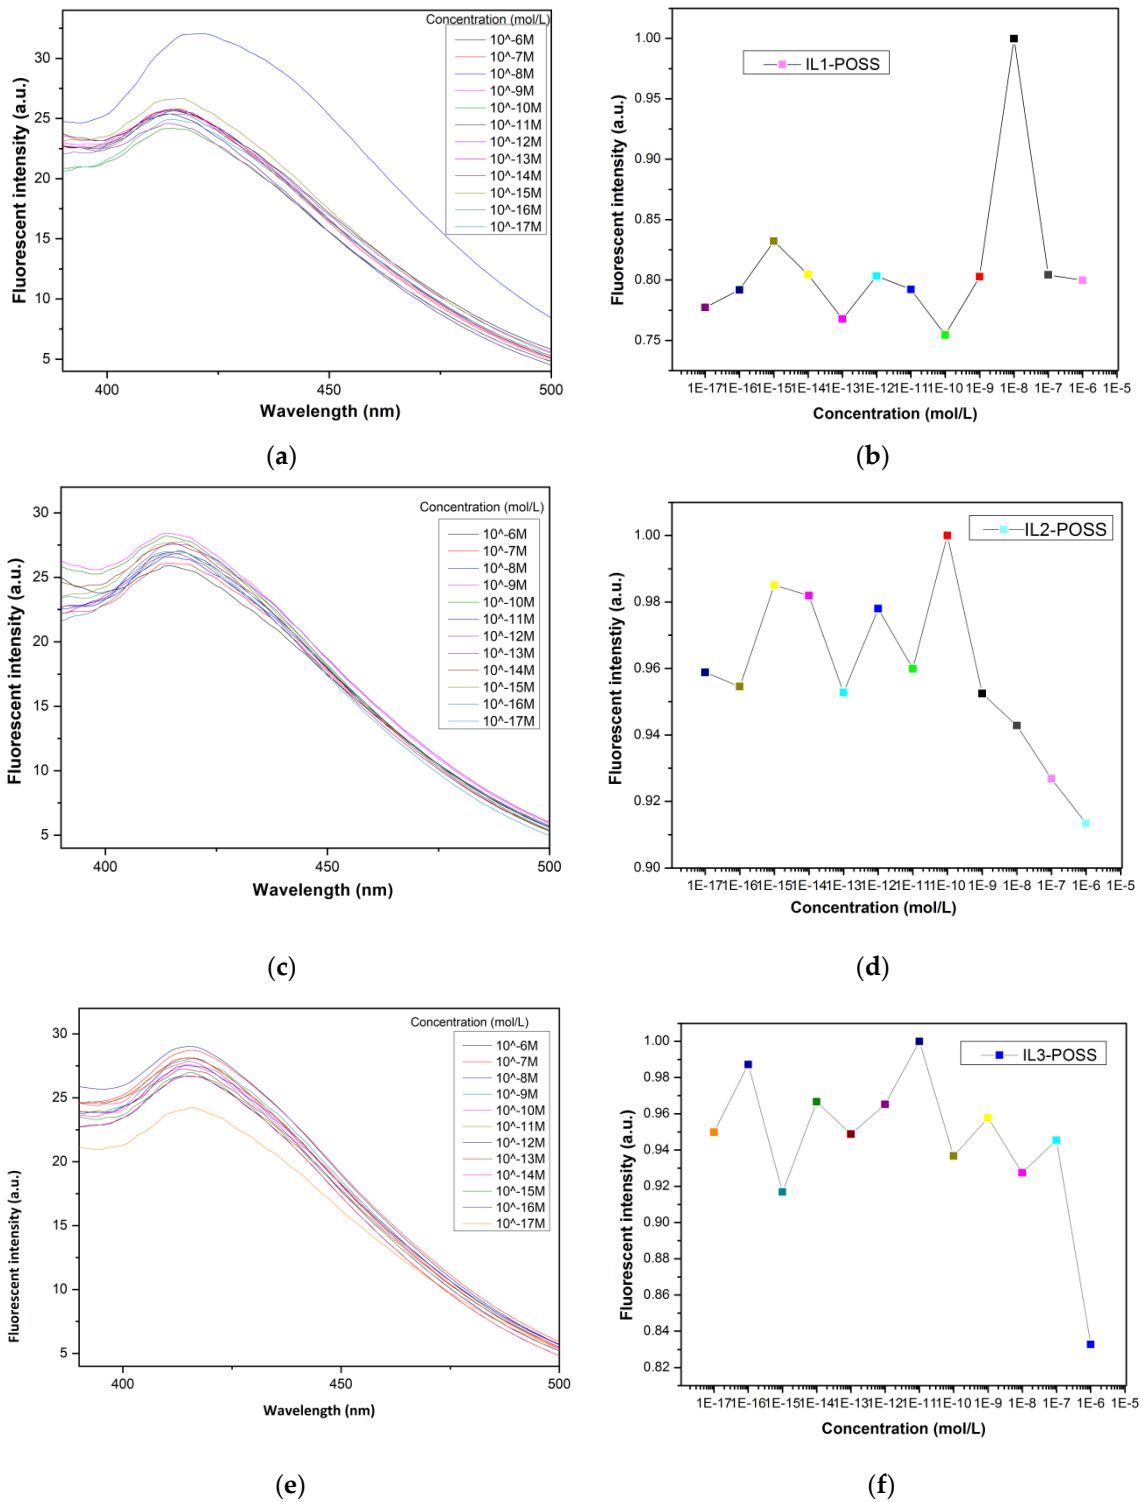 Concentration (mol/L)
10^-6M
10^-7M
10^-8M
10^-9M
10^-10M
10^-11M
10^-12M
10^-13M
10^-14M
10^-15M
10^-16M
10^-17M
30
25
20
15
10
5
Fluorescent intensity (a.u.)
400
450
500
Wavelength (nm)
(a)
IL1-POSS
1.00
0.95
0.90
0.85
0.80
0.75
Fluorescent intensity (a.u.)
1E-17 1E-16 1E-15 1E-14 1E-13 1E-12 1E-11 1E-10 1E-9 1E-8 1E-7 1E-6 1E-5
Concentration (mol/L)
(b)
Concentration (mol/L)
10^-6M
10^-7M
10^-8M
10^-9M
10^-10M
10^-11M
10^-12M
10^-13M
10^-14M
10^-15M
10^-16M
10^-17M
30
25
20
15
10
5
Fluorescent intensity (a.u.)
400
450
500
Wavelength (nm)
(c)
IL2-POSS
1.00
0.98
0.96
0.94
0.92
0.90
Fluorescent intenstiy (a.u.)
1E-17 1E-16 1E-15 1E-14 1E-13 1E-12 1E-11 1E-10 1E-9 1E-8 1E-7 1E-6 1E-5
Concentration (mol/L)
(d)
Concentration (mol/L)
10^-6M
10^-7M
10^-8M
10^-9M
10^-10M
10^-11M
10^-12M
10^-13M
10^-14M
10^-15M
10^-16M
10^-17M
30
25
20
15
10
5
Fluorescent intensity (a.u.)
400
450
500
Wavelength (nm)
(e)
IL3-POSS
1.00
0.98
0.96
0.94
0.92
0.90
0.88
0.86
0.84
0.82
Fluorescent intensity (a.u.)
1E-17 1E-16 1E-15 1E-14 1E-13 1E-12 1E-11 1E-10 1E-9 1E-8 1E-7 1E-6 1E-5
Concentration (mol/L)
(f)